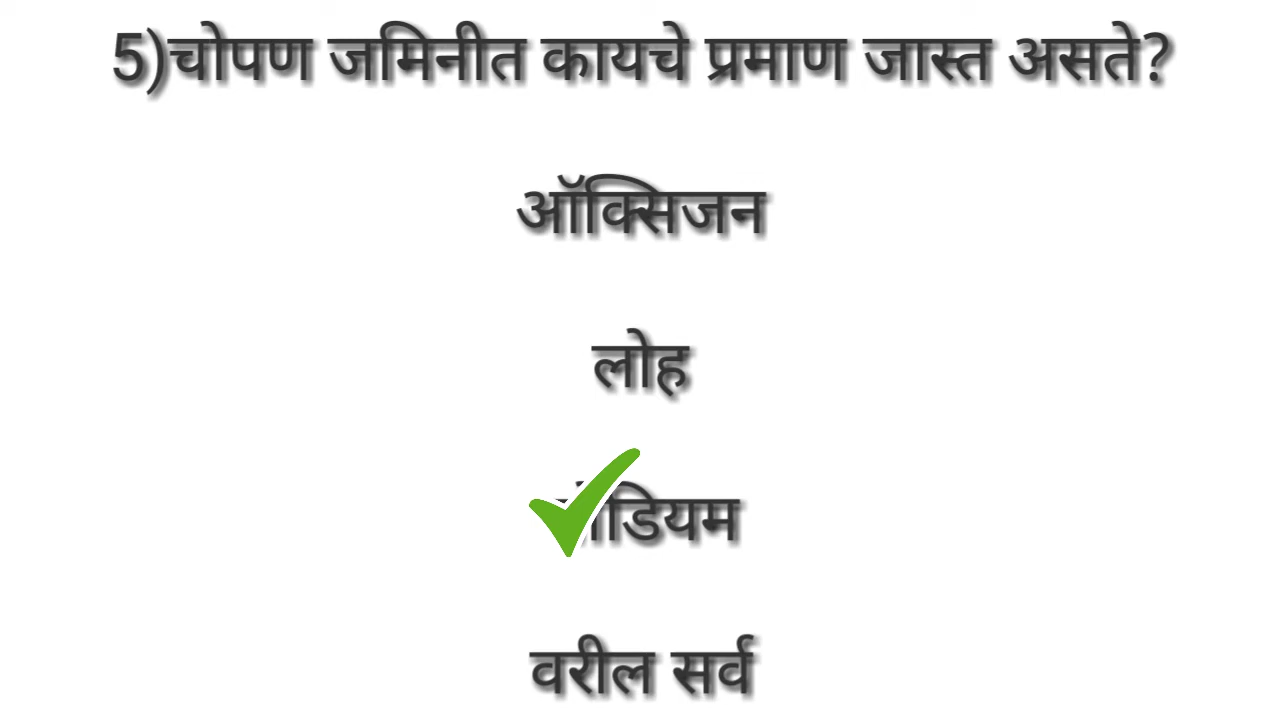 5)चोपण जमिनीत कायचे प्रमाण जास्त असते?
ऑक्सिजन
लोह
वरील सर्व